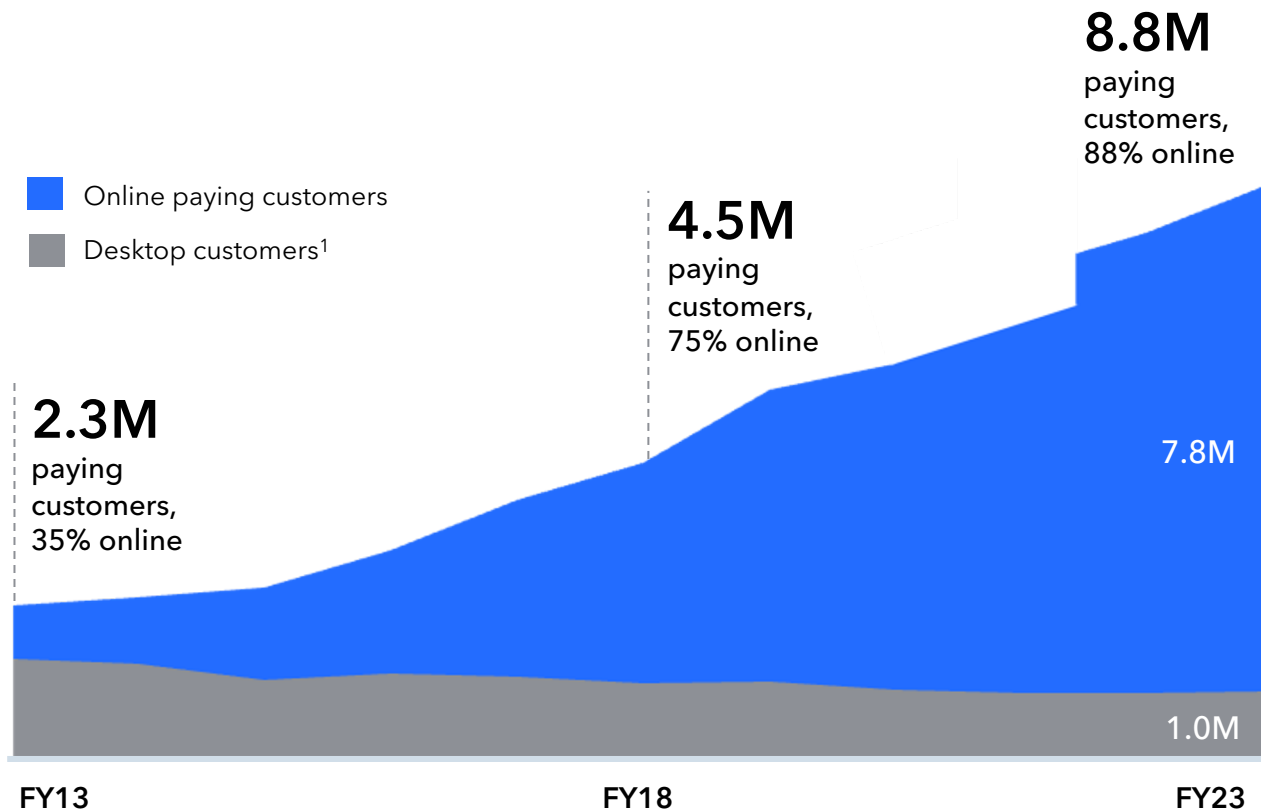 8.8M
paying
customers,
88% online
Online paying customers
Desktop customers¹
4.5M
paying
customers,
75% online
2.3M
paying
customers,
35% online
7.8M
1.0M
FY13
FY18
FY23